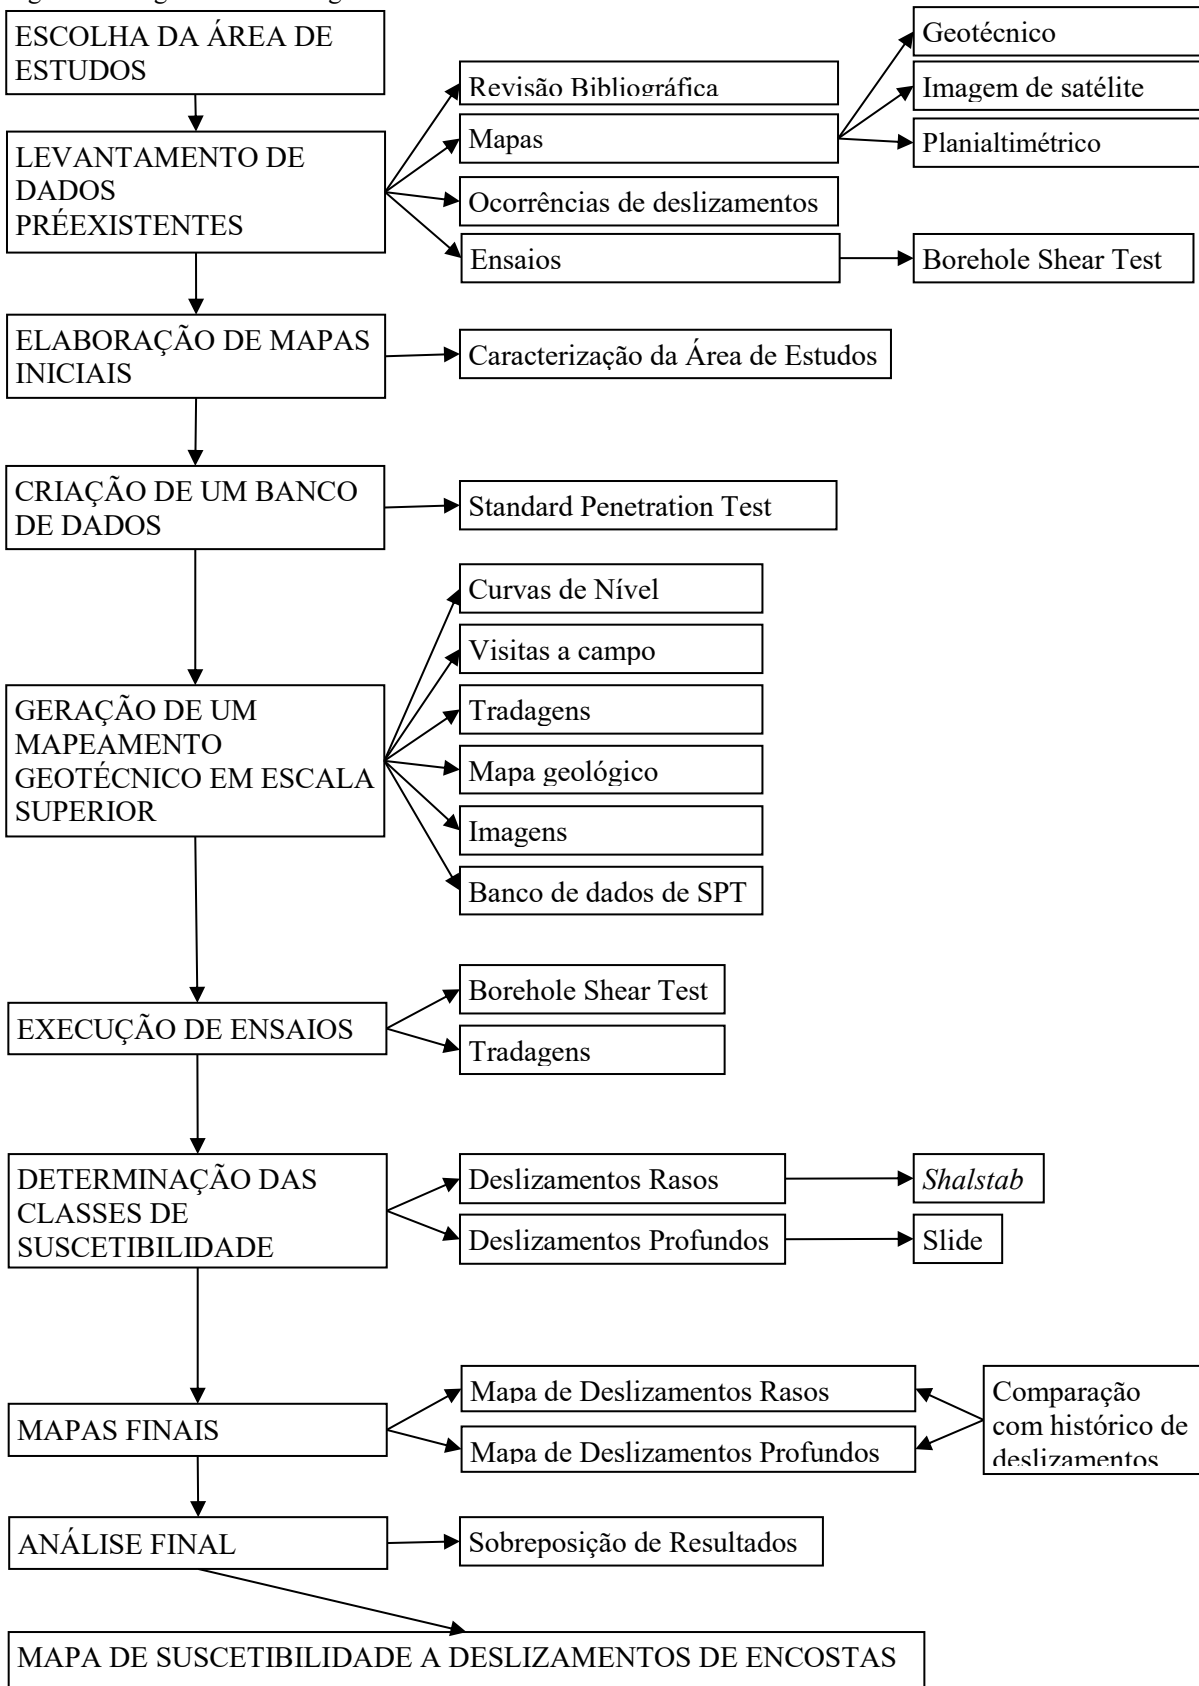 ESCOLHA DA ÁREA DE
ESTUDOS
Geotécnico
Revisão Bibliográfica
Imagem de satélite
Mapas
Planialtimétrico
LEVANTAMENTO DE
DADOS
PRÉEXISTENTES
Ocorrências de deslizamentos
Ensaios
Borehole Shear Test
ELABORAÇÃO DE MAPAS
INICIAIS
Caracterização da Área de Estudos
CRIAÇÃO DE UM BANCO
DE DADOS
Standard Penetration Test
Curvas de Nível
Visitas a campo
Tradagens
Mapa geológico
Imagens
Banco de dados de SPT
GERAÇÃO DE UM
MAPEAMENTO
GEOTÉCNICO EM ESCALA
SUPERIOR
EXECUÇÃO DE ENSAIOS
Borehole Shear Test
Tradagens
DETERMINAÇÃO DAS
CLASSES DE
SUSCETIBILIDADE
Deslizamentos Rasos
Shalstab
Deslizamentos Profundos
Slide
MAPAS FINAIS
Mapa de Deslizamentos Rasos
Mapa de Deslizamentos Profundos
Comparação
com histórico de
deslizamentos
ANÁLISE FINAL
Sobreposição de Resultados
MAPA DE SUSCETIBILIDADE A DESLIZAMENTOS DE ENCOSTAS